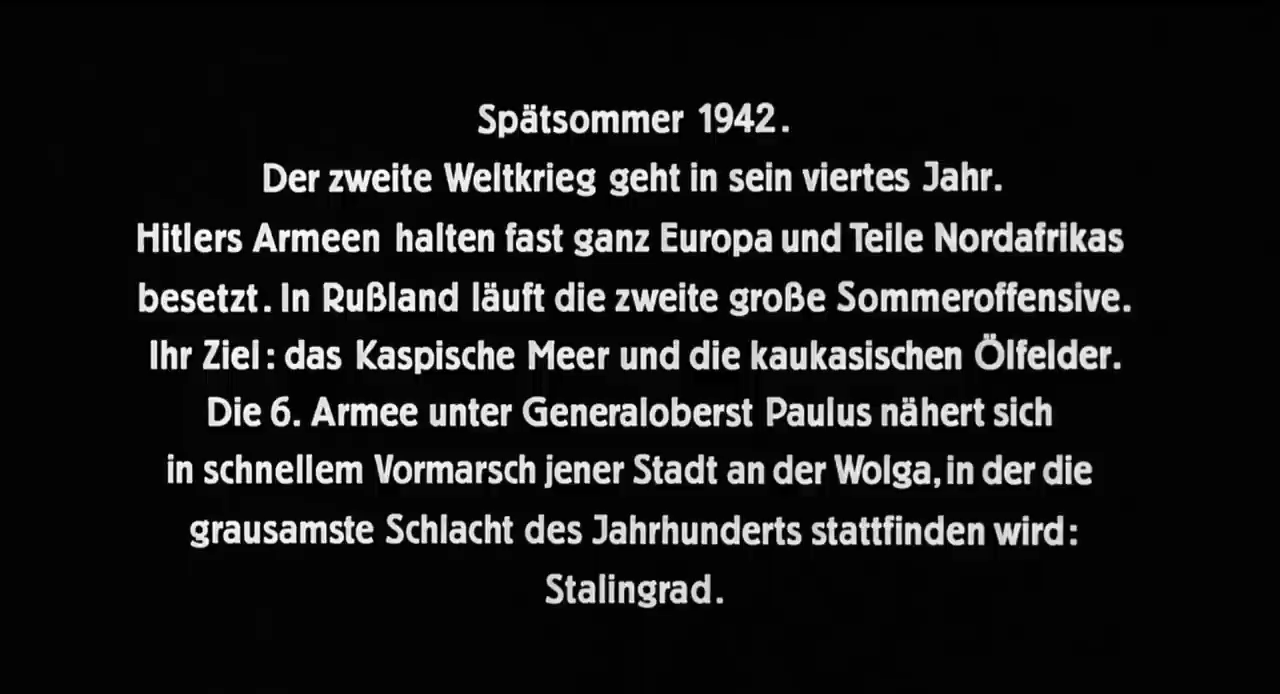 Spätsommer 1942.
Der zweite Weltkrieg geht in sein viertes Jahr.
Hitlers Armeen halten fast ganz Europa und Teile Nordafrikas
besetzt. In Rußland läuft die zweite große Sommeroffensive.
Ihr Ziel: das Kaspische Meer und die kaukasischen Ölfelder.
Die 6. Armee unter Generaloberst Paulus nähert sich
in schnellem Vormarsch jener Stadt an der Wolga, in der die
grausamste Schlacht des Jahrhunderts stattfinden wird:
Stalingrad.